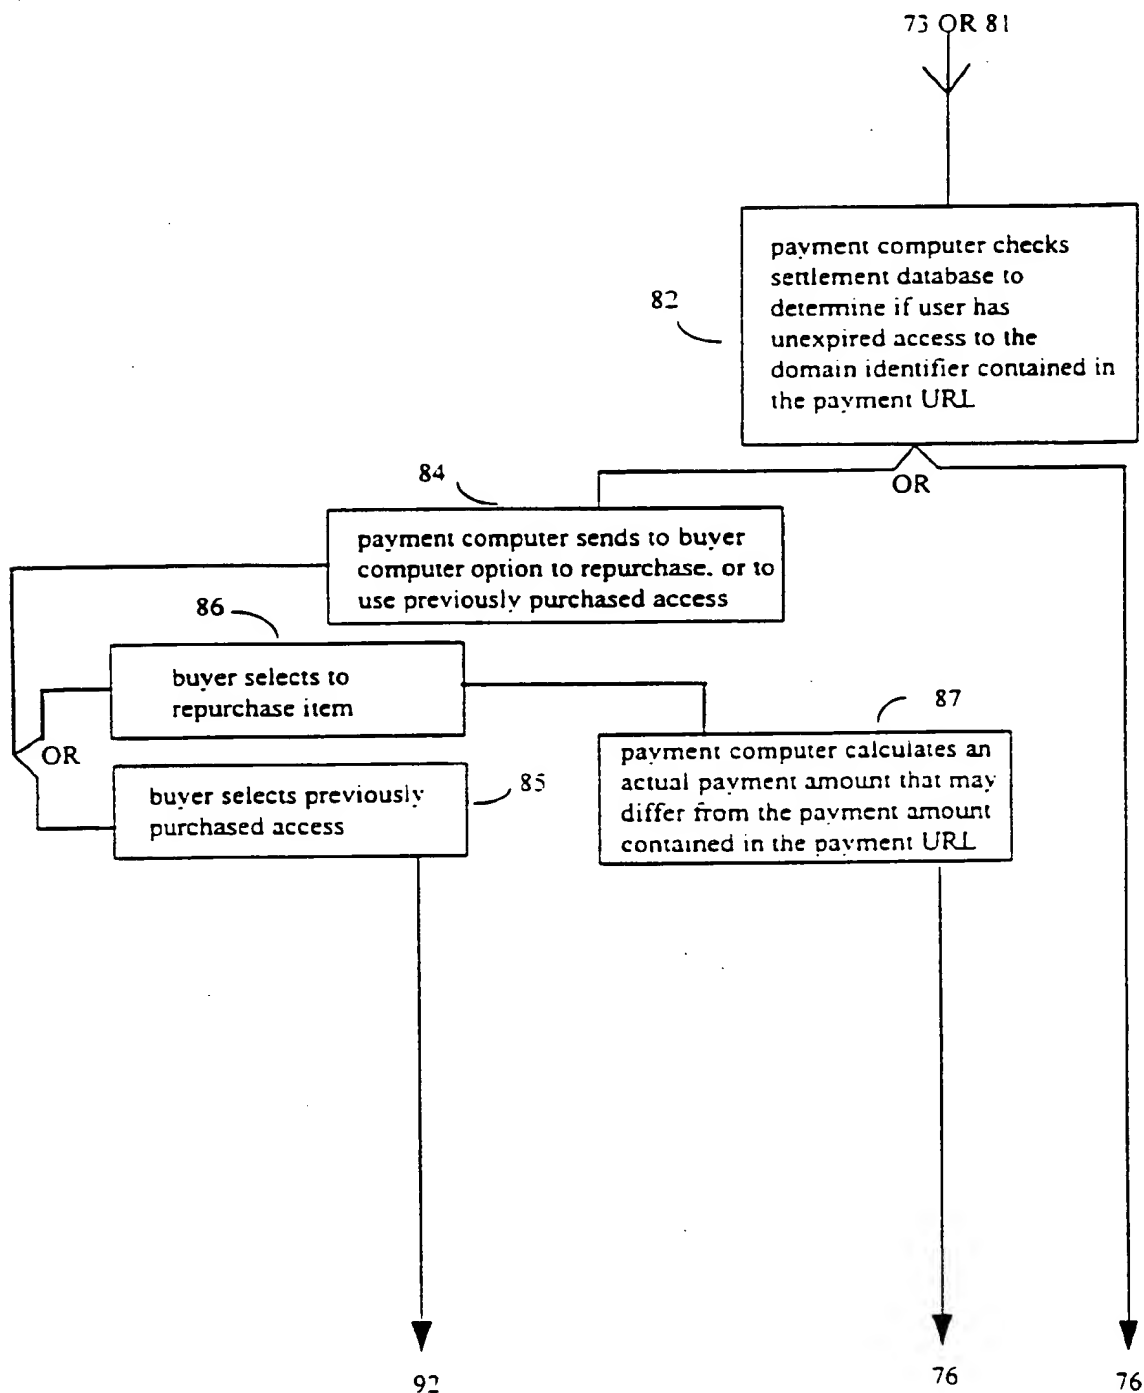 73 OR 81
82
payment computer checks
settlement database to
determine if user has
unexpired access to the
domain identifier contained in
the payment URL
OR
84
payment computer sends to buyer
computer option to repurchase, or to
use previously purchased access
86
buyer selects to
repurchase item
OR
85
buyer selects previously
purchased access
87
payment computer calculates an
actual payment amount that may
differ from the payment amount
contained in the payment URL
92
76
76